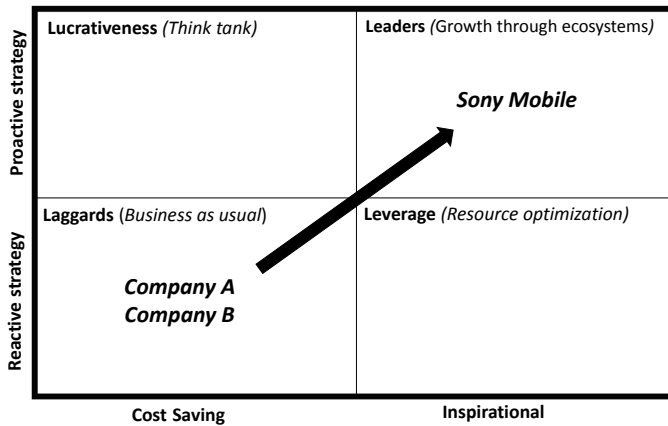 Proactive strategy
Lucrativeness (Think tank)
Leaders (Growth through ecosystems)
Sony Mobile
Reactive strategy
Laggards (Business as usual)
Leverage (Resource optimization)
Company A
Company B
Cost Saving
Inspirational